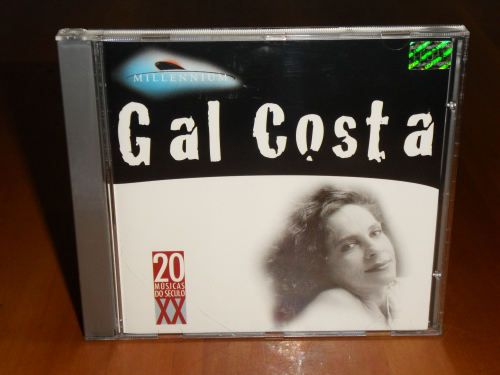 MILLENNIUM
Gal Costa
20
MÚSICAS
DO SÉCULO
XX